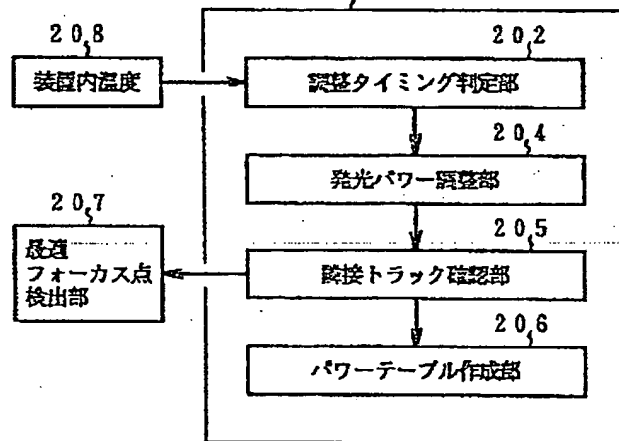 208
装置内温度
202
調整タイミング判定部
204
発光パワー調整部
207
最適
フォーカス点
検出部
205
隣接トラック確認部
206
パワーテーブル作成部